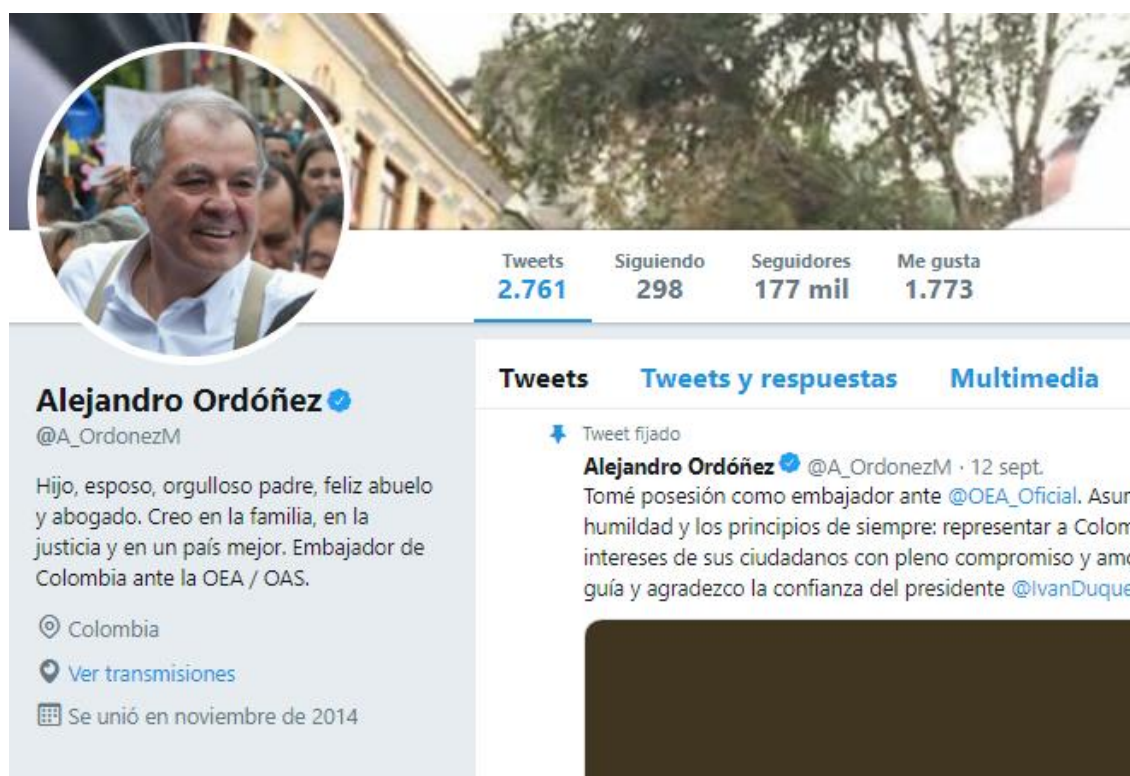 Tweets
2.761
Siguiendo
298
Seguidores
177 mil
Me gusta
1.773
Alejandro Ordóñez
@A_OrdonezM
Hijo, esposo, orgulloso padre, feliz abuelo
y abogado. Creo en la familia, en la
justicia y en un país mejor. Embajador de
Colombia ante la OEA / OAS.
Colombia
Ver transmisiones
Se unió en noviembre de 2014
Tweets Tweets y respuestas Multimedia
Tweet fijado
Alejandro Ordóñez @A_OrdonezM · 12 sept.
Tomé posesión como embajador ante @OEA_Oficial. Asur
humildad y los principios de siempre: representar a Colom
intereses de sus ciudadanos con pleno compromiso y amo
guía y agradezco la confianza del presidente @IvanDuque